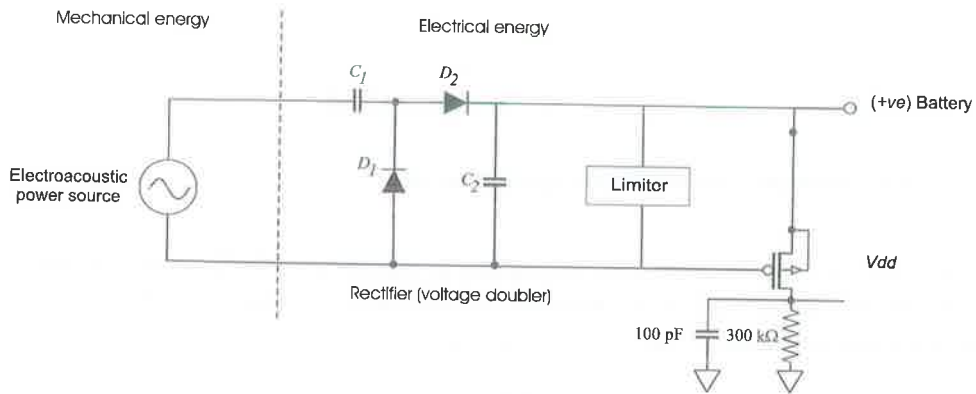 Mechanical energy
Electrical energy
C1
D2
(+ve) Battery
Electroacoustic
power source
D1
C2
Limiter
Vdd
Rectifier (voltage doubler)
100 pF
300 kΩ